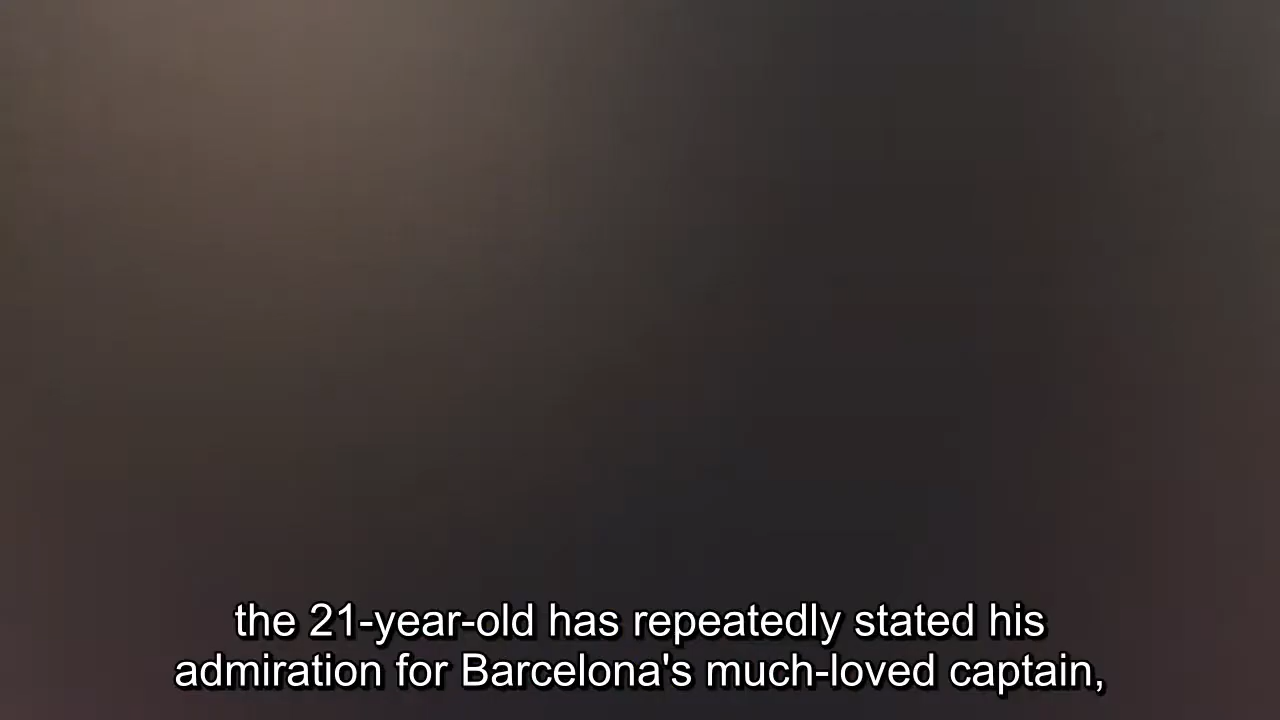 the 21-year-old has repeatedly stated his
admiration for Barcelona's much-loved captain,